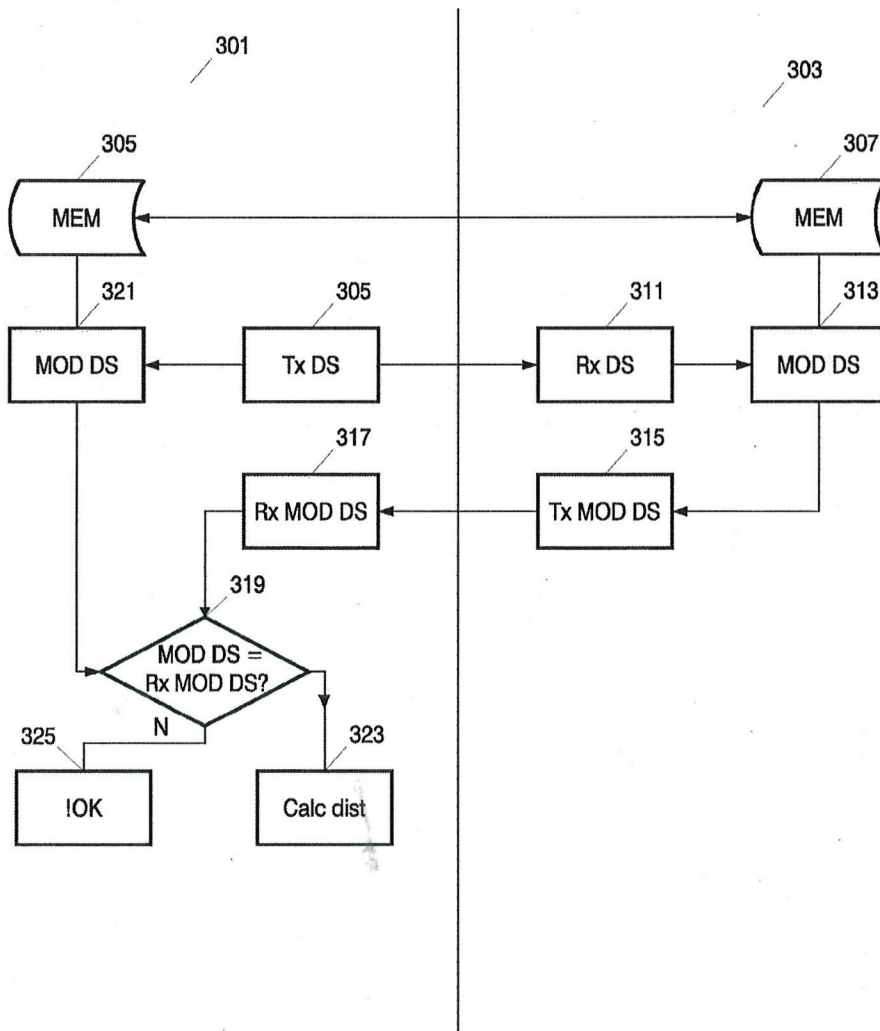 301
303
305
307
MEM
MEM
321
305
311
313
MOD DS
Tx DS
Rx DS
MOD DS
317
315
Rx MOD DS
Tx MOD DS
319
MOD DS =
Rx MOD DS?
N
325
323
!OK
Calc dist